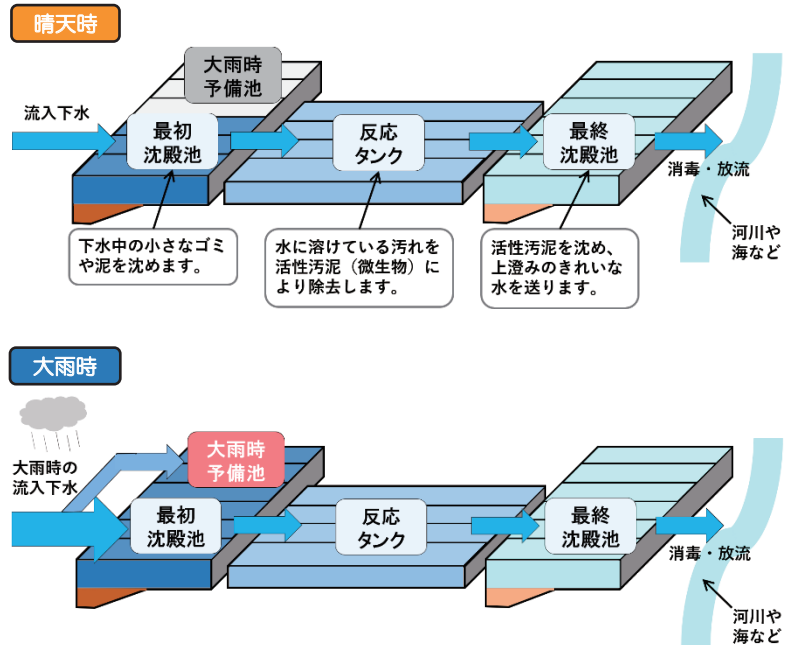 晴天時
大雨時
予備池
流入下水
最初
沈殿池
反応
タンク
最終
沈殿池
消毒・放流
河川や
海など
下水中の小さなゴミ
や泥を沈めます。
水に溶けている汚れを
活性汚泥（微生物）に
より除去します。
活性汚泥を沈め、
上澄みのきれいな
水を送ります。
大雨時
大雨時の
流入下水
大雨時
予備池
最初
沈殿池
反応
タンク
最終
沈殿池
消毒・放流
河川や
海など